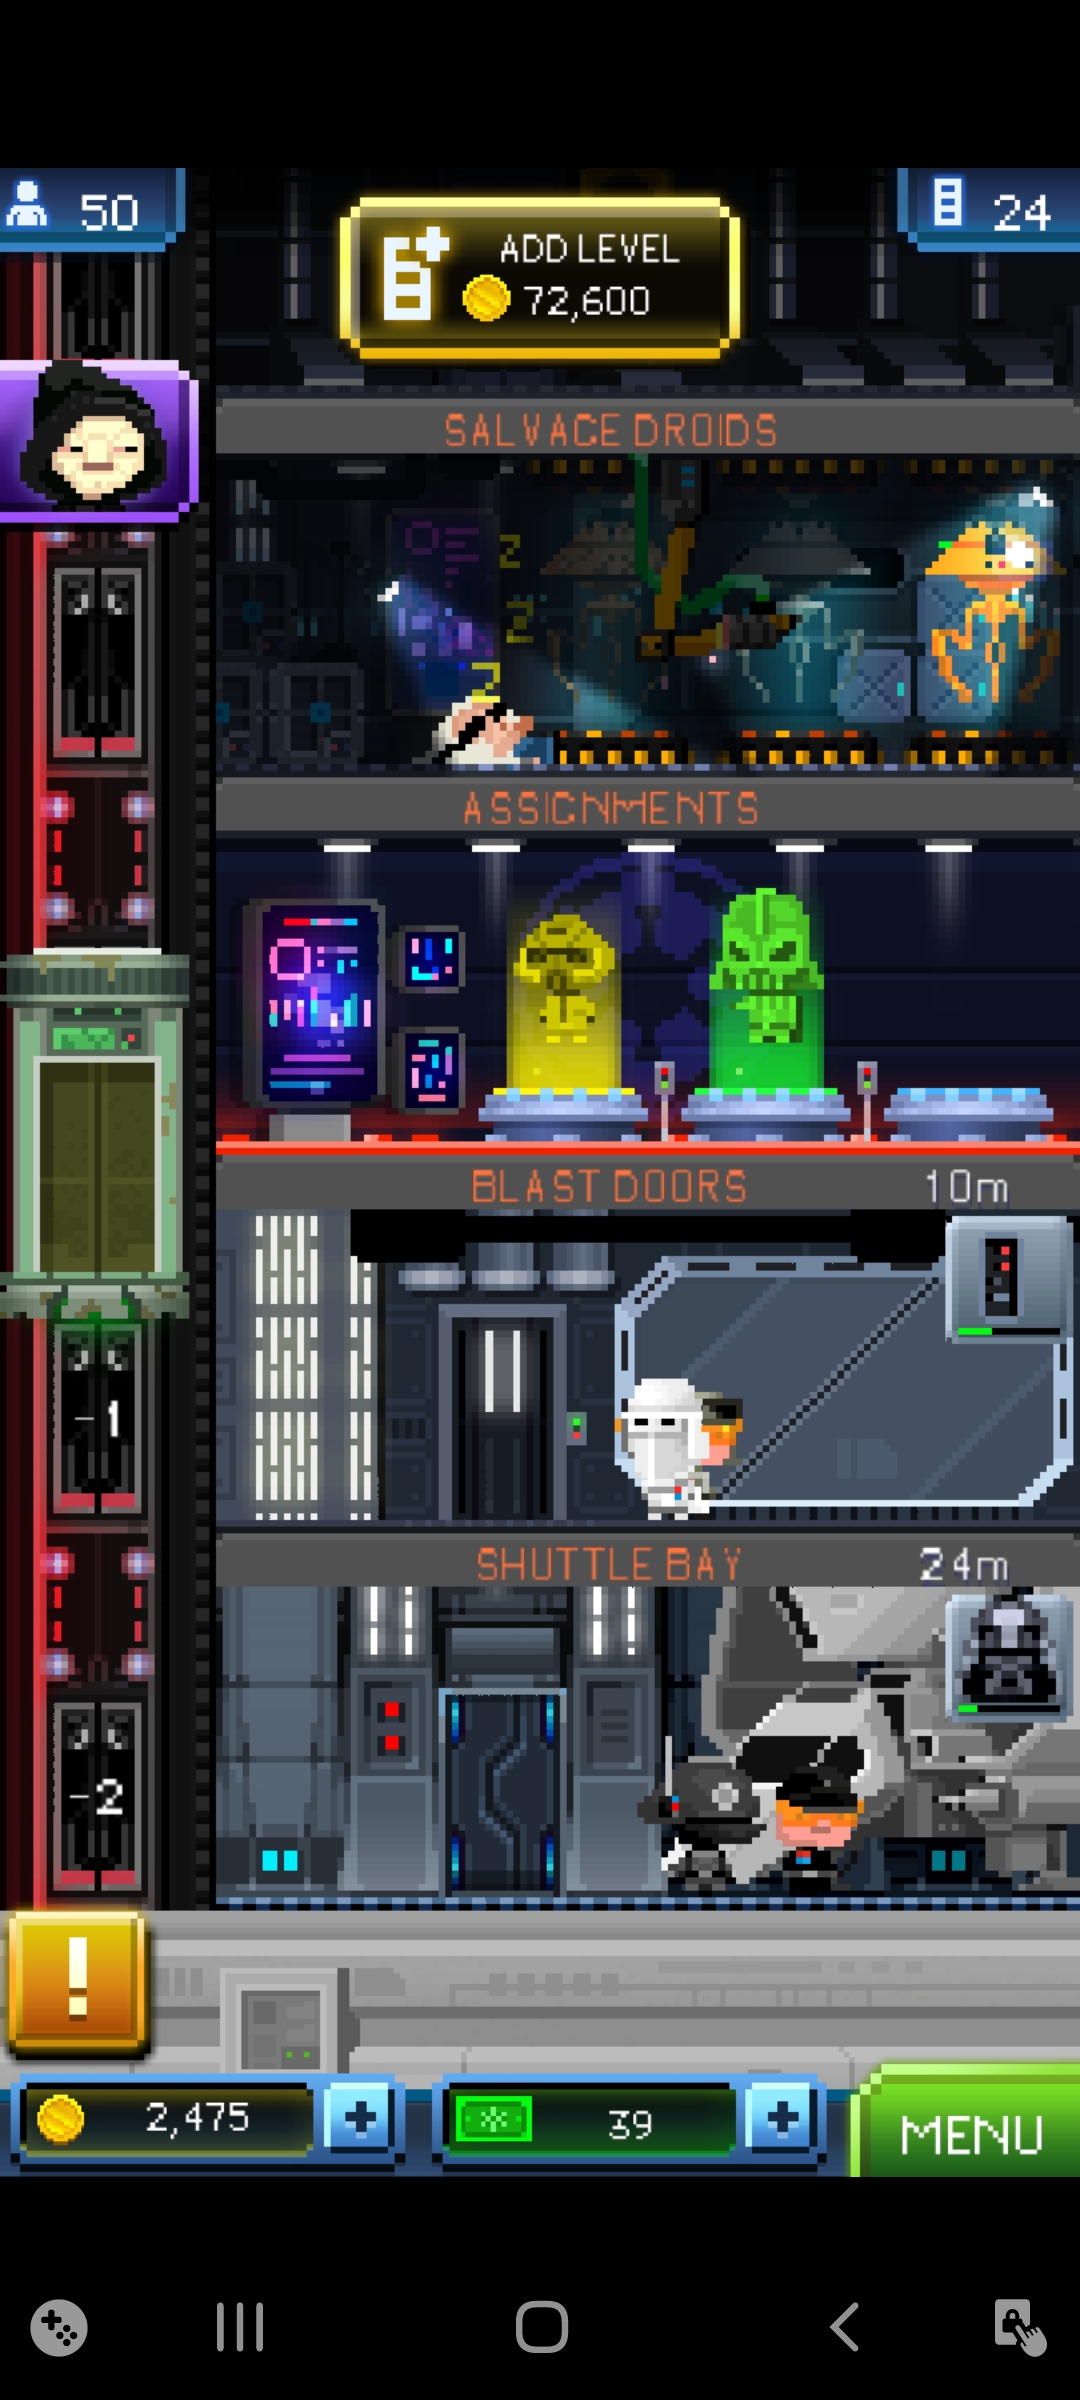 50
ADD LEVEL
72,600
24
SALVAGE DROIDS
Z
Z
Z
ASSIGNMENTS
BLAST DOORS 10m
-1
SHUTTLE BAY 24m
-2
!
2,475 + 39 +
MENU